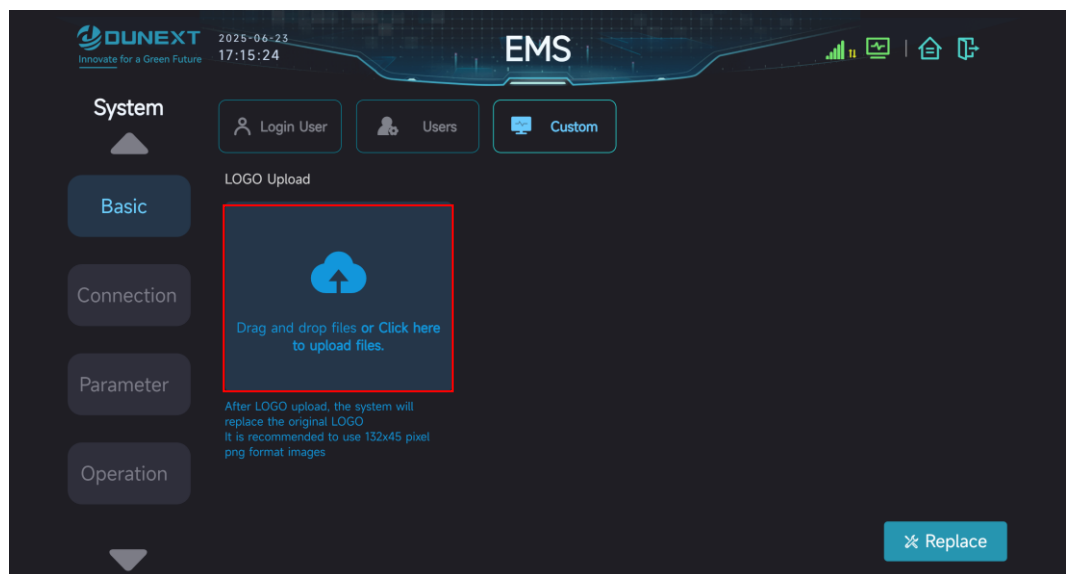 DUNEXT
Innovate for a Green Future
2025-06-23
17:15:24
EMS
System
Login User
Users
Custom
LOGO Upload
Basic
Connection
Parameter
Operation
Drag and drop files or Click here
to upload files.
After LOGO upload, the system will
replace the original LOGO
It is recommended to use 132x45 pixel
png format images
Replace